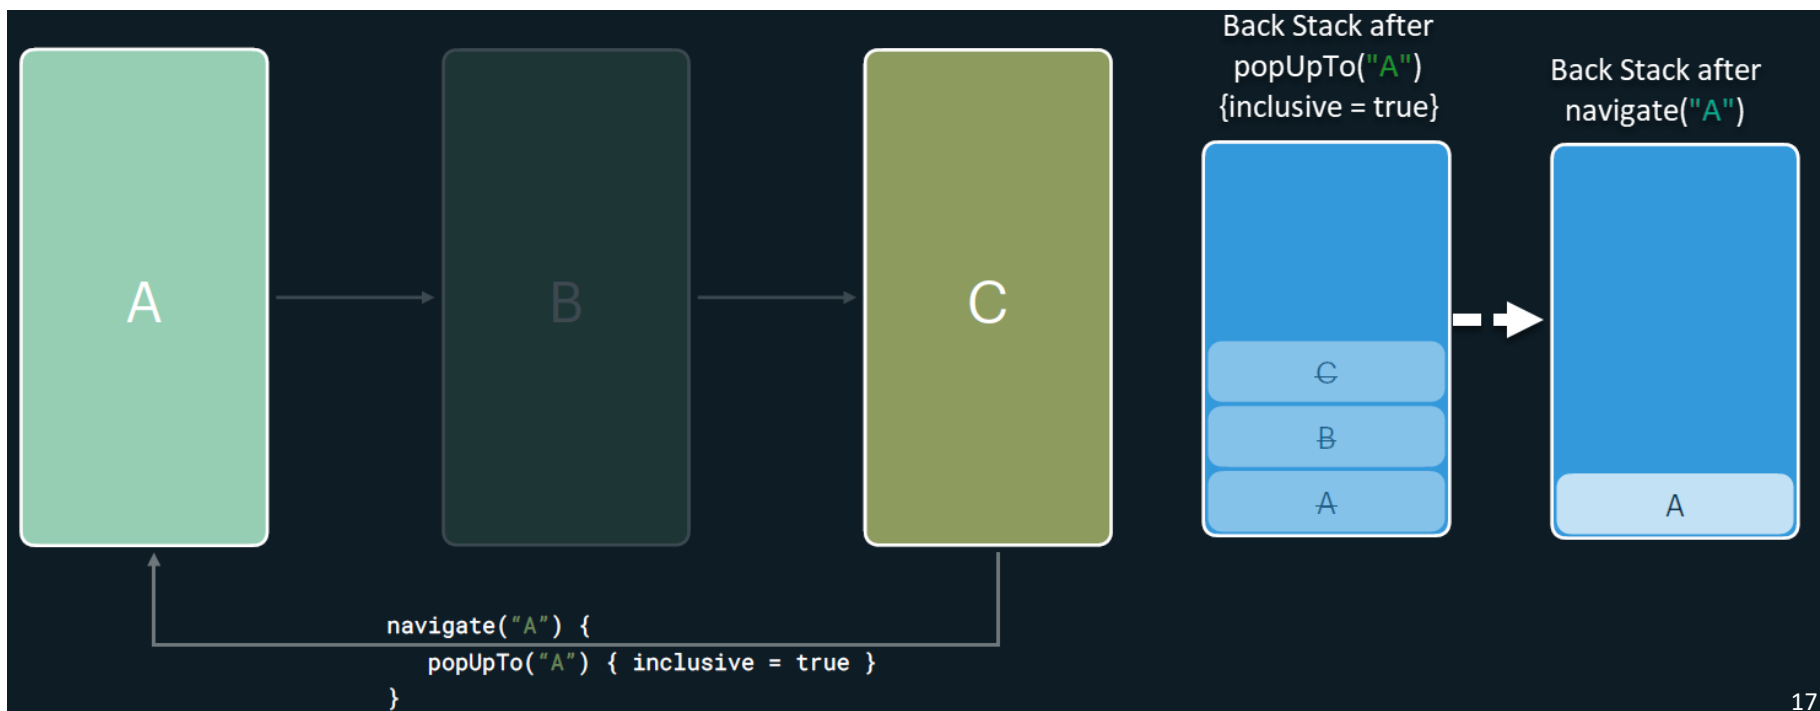 A
B
C
navigate("A") {
popUpTo(“A”) { inclusive = true }
}
Back Stack after
popUpTo("A")
{inclusive = true}
C
B
A
Back Stack after
navigate("A")
A
17